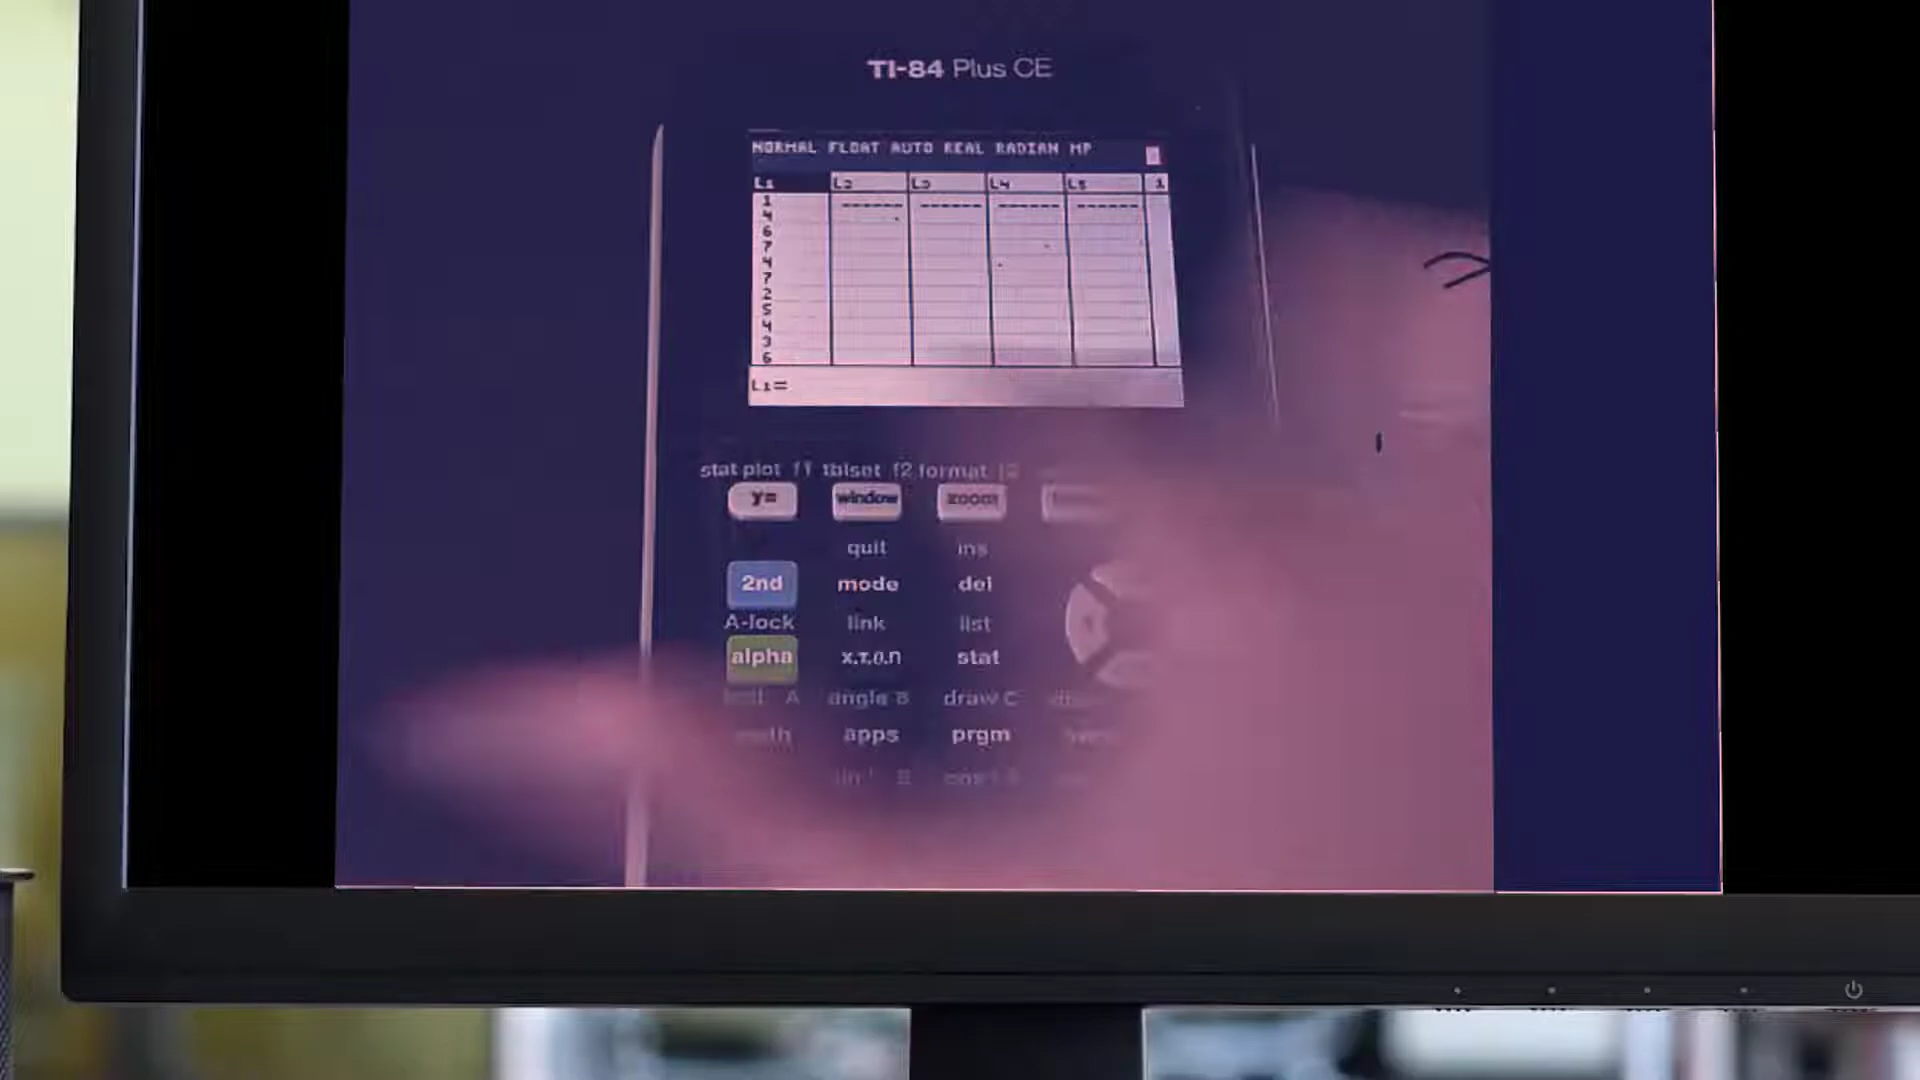 TI-84 Plus CE
NORMAL FLOAT AUTO REAL RADIAN MP
L1 L2 L3 L4 L5 1
1
4
6
7
4
7
2
5
4
3
6
L1=
stat plot f1 tblset f2 format
y= window zoom
quit ins
2nd mode del
A-lock link list
alpha X,T,θ,n stat
A angle B draw C
math apps prgm